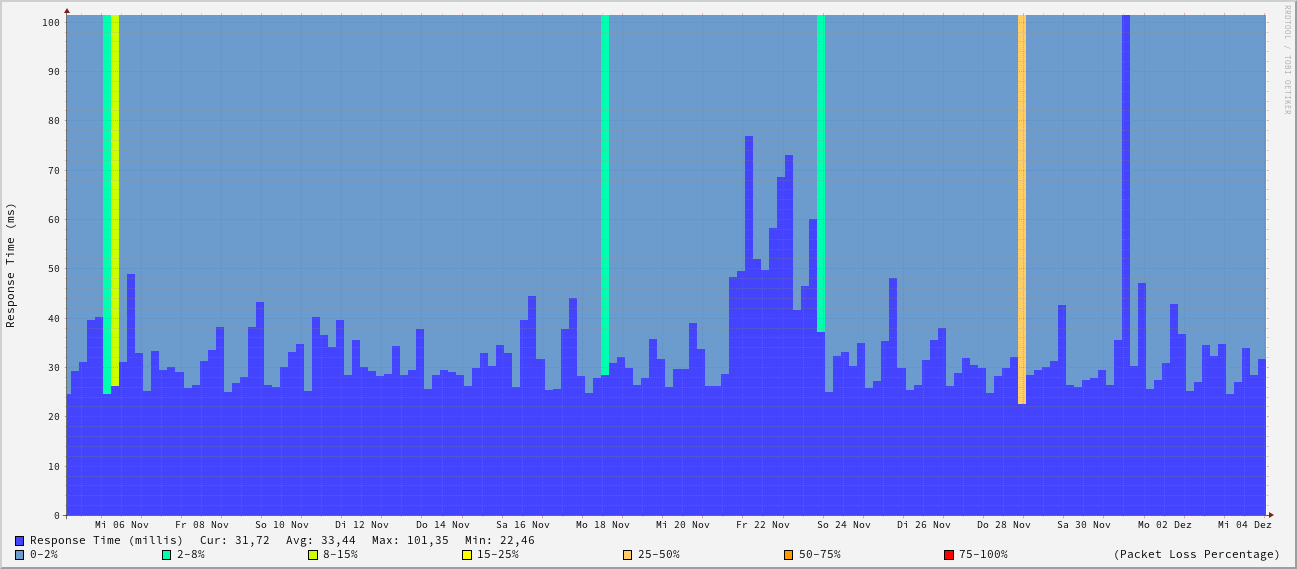 RRDTOOL / TOBI OETIKER
Response Time (ms)
100
90
80
70
60
50
40
30
20
10
0
Mi 06 Nov Fr 08 Nov So 10 Nov Di 12 Nov Do 14 Nov Sa 16 Nov Mo 18 Nov Mi 20 Nov Fr 22 Nov So 24 Nov Di 26 Nov Do 28 Nov Sa 30 Nov Mo 02 Dez Mi 04 Dez
Response Time (millis) Cur: 31,72 Avg: 33,44 Max: 101,35 Min: 22,46
0-2% 2-8% 8-15% 15-25% 25-50% 50-75% 75-100% (Packet Loss Percentage)